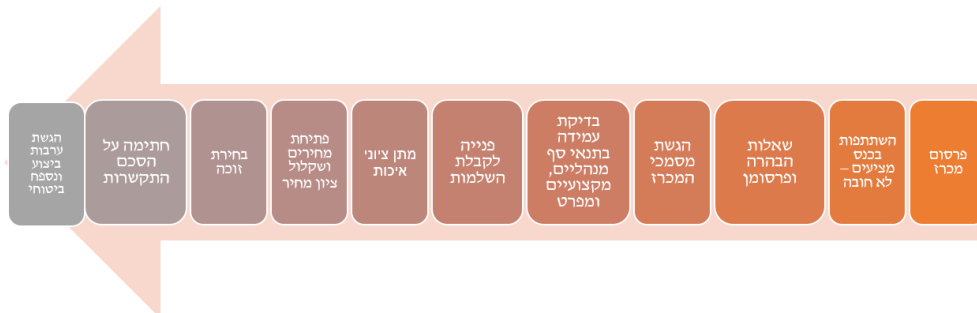 פרסום
מכרז
השתתפות
בכנס
מציעים –
לא חובה
שאלות
הבהרה
ופרסומן
הגשת
מסמכי
המכרז
בדיקת
עמידה
בתנאי סף
מנהליים,
מקצועיים
ומפרט
פנייה
לקבלת
השלמות
מתן ציוני
איכות
פתיחת
מחירים
ושקלול
ציון מחיר
בחירת
זוכה
חתימה על
הסכם
התקשרות
הגשת
ערבות
ביצוע
ונספח
ביטוחי